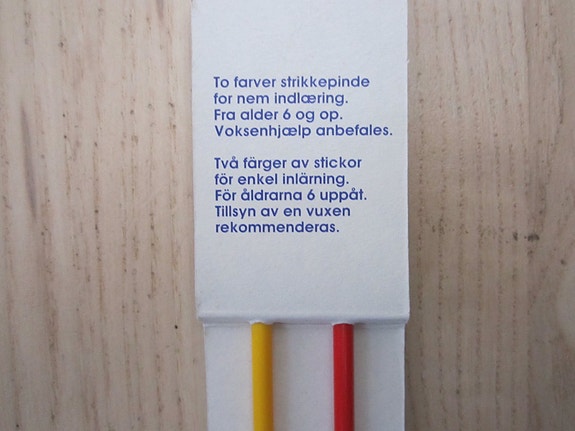 To farver strikkepinde
for nem indlæring.
Fra alder 6 og op.
Voksenhjælp anbefales.
Två färger av stickor
för enkel inlärning.
För åldrarna 6 uppåt.
Tillsyn av en vuxen
rekommenderas.